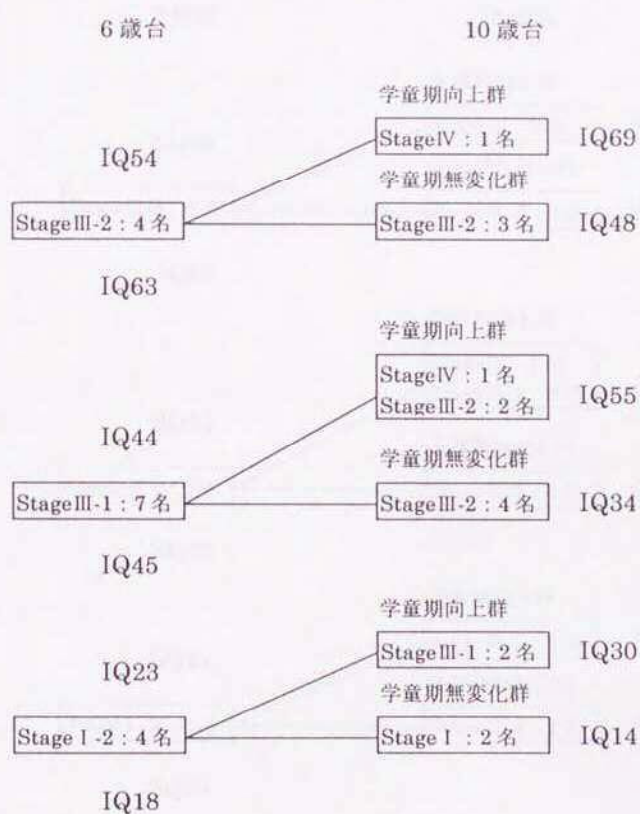 6歳台
10歳台
学童期向上群
StageⅣ：1名
IQ69
IQ54
学童期無変化群
StageⅢ-2：4名
StageⅢ-2：3名
IQ48
IQ63
学童期向上群
StageⅣ：1名
StageⅢ-2：2名
IQ55
IQ44
学童期無変化群
StageⅢ-1：7名
StageⅢ-2：4名
IQ34
IQ45
学童期向上群
StageⅢ-1：2名
IQ30
IQ23
学童期無変化群
StageⅠ-2：4名
StageⅠ：2名
IQ14
IQ18